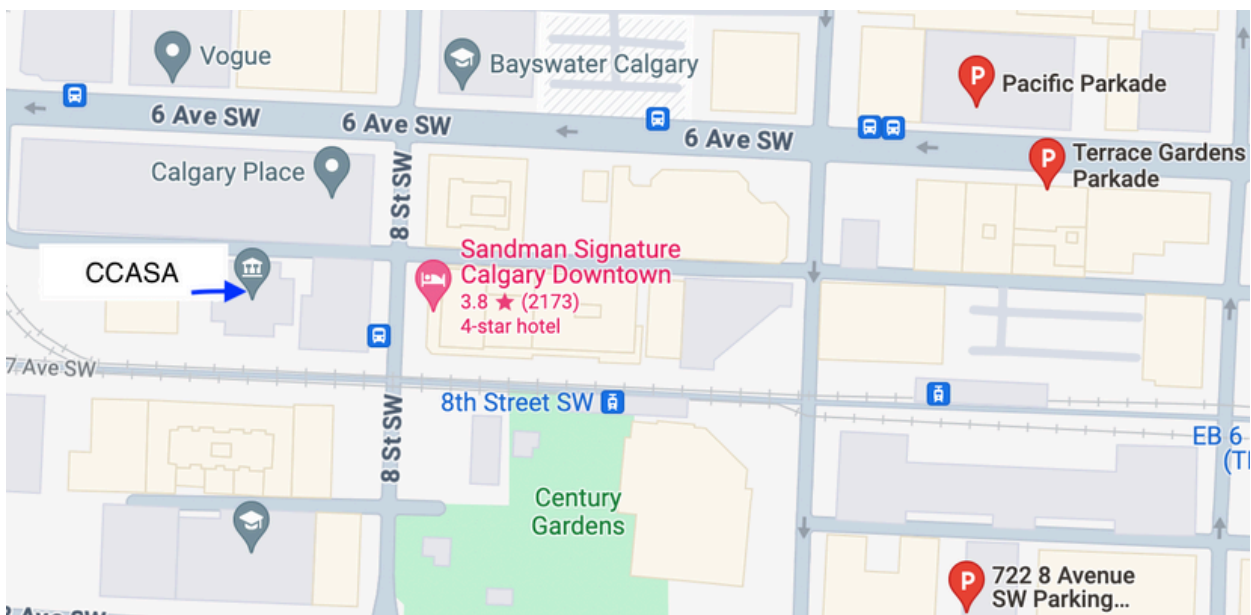 Vogue
Bayswater Calgary
P
Pacific Parkade
6 Ave SW
6 Ave SW
6 Ave SW
Calgary Place
8 St SW
P
Terrace Gardens
Parkade
CCASA
Sandman Signature
Calgary Downtown
3.8 ★ (2173)
4-star hotel
7 Ave SW
8th Street SW
8 St SW
EB 6
Century
Gardens
P
722 8 Avenue
SW Parking...